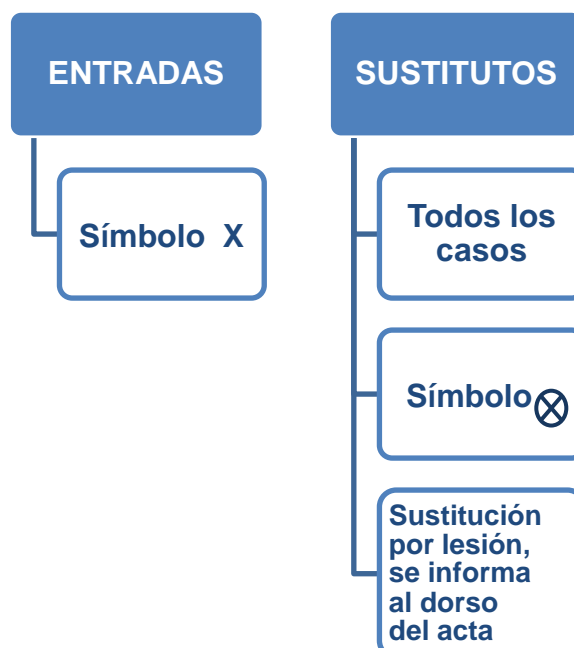 ENTRADAS
Símbolo X
SUSTITUTOS
Todos los
casos
Símbolo
Sustitución
por lesión,
se informa
al dorso
del acta